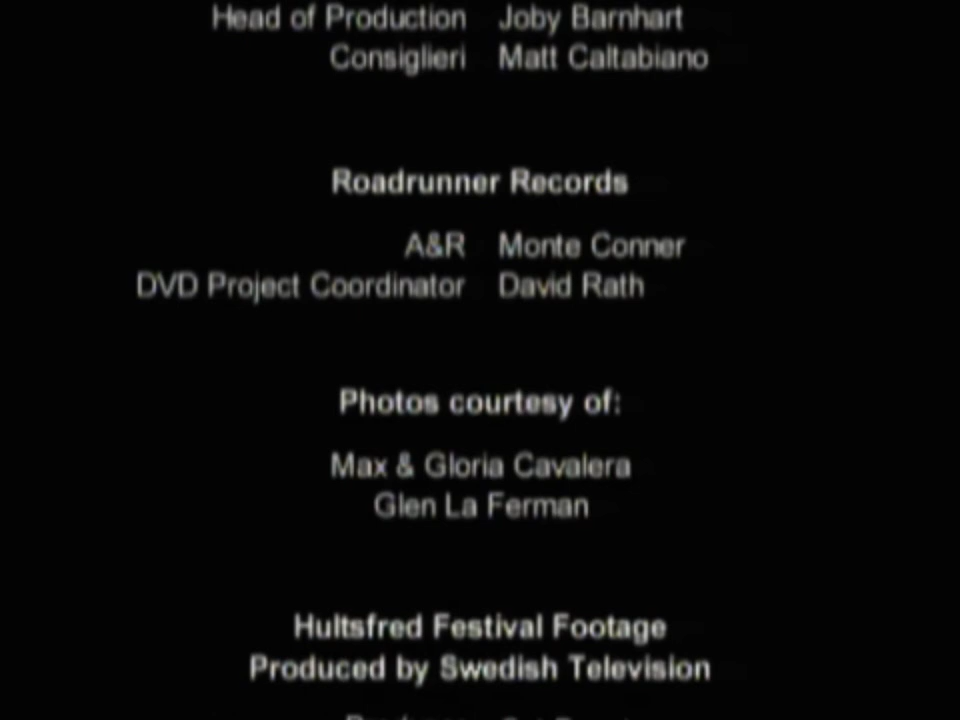 Head of Production Joby Barnhart
Consiglieri Matt Caltabiano
Roadrunner Records
A&R Monte Conner
DVD Project Coordinator David Rath
Photos courtesy of:
Max & Gloria Cavalera
Glen La Ferman
Hultsfred Festival Footage
Produced by Swedish Television